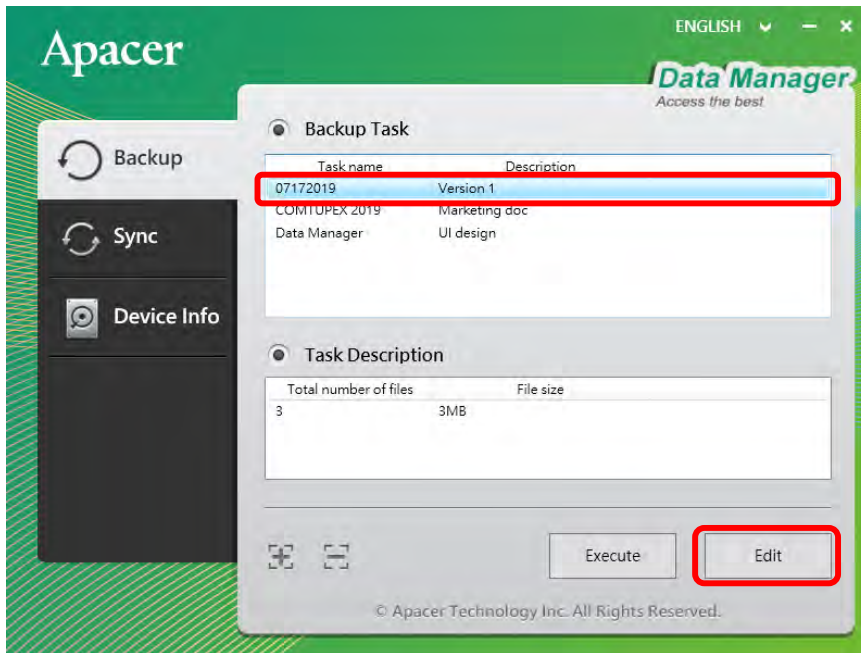 ENGLISH
Apacer
Data Manager
Access the best
Backup
Sync
Device Info
Backup Task
Task name Description
07172019 Version 1
COMTUPEX 2019 Marketing doc
Data Manager UI design
Task Description
Total number of files File size
3 3MB
Execute Edit
© Apacer Technology Inc. All Rights Reserved.